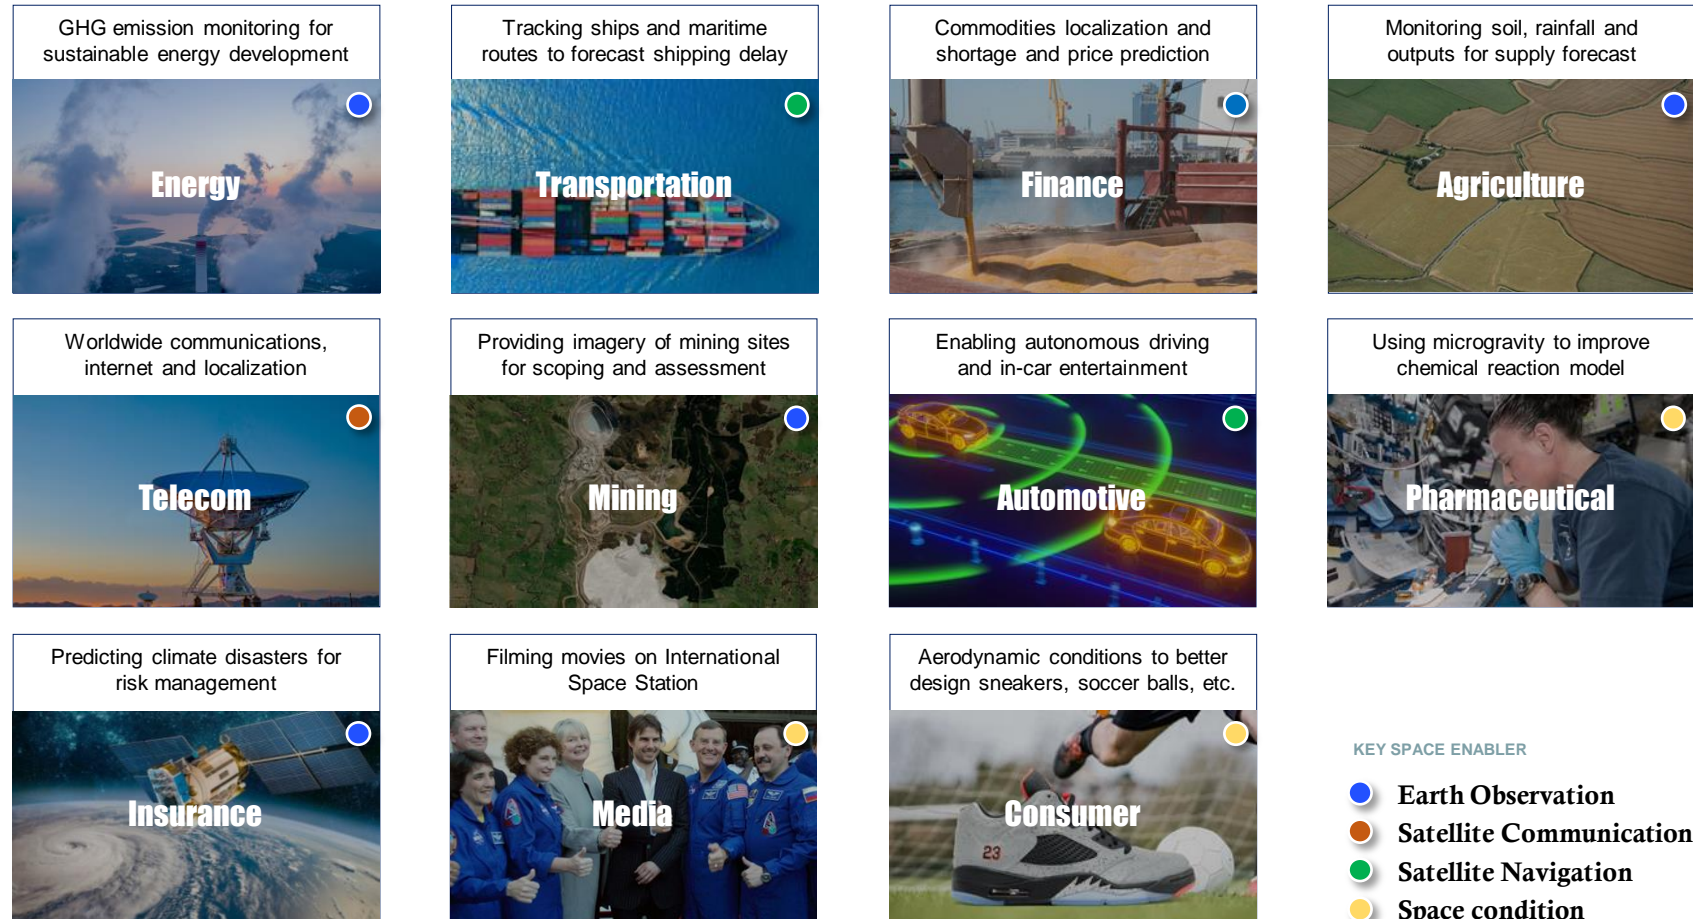 GHG emission monitoring for
sustainable energy development
Energy
Tracking ships and maritime
routes to forecast shipping delay
Transportation
Commodities localization and
shortage and price prediction
Finance
Monitoring soil, rainfall and
outputs for supply forecast
Agriculture
Worldwide communications,
internet and localization
Telecom
Providing imagery of mining sites
for scoping and assessment
Mining
Enabling autonomous driving
and in-car entertainment
Automotive
Using microgravity to improve
chemical reaction model
Pharmaceutical
Predicting climate disasters for
risk management
Insurance
Filming movies on International
Space Station
Media
Aerodynamic conditions to better
design sneakers, soccer balls, etc.
Consumer
23
KEY SPACE ENABLER
Earth Observation
Satellite Communication
Satellite Navigation
Space condition